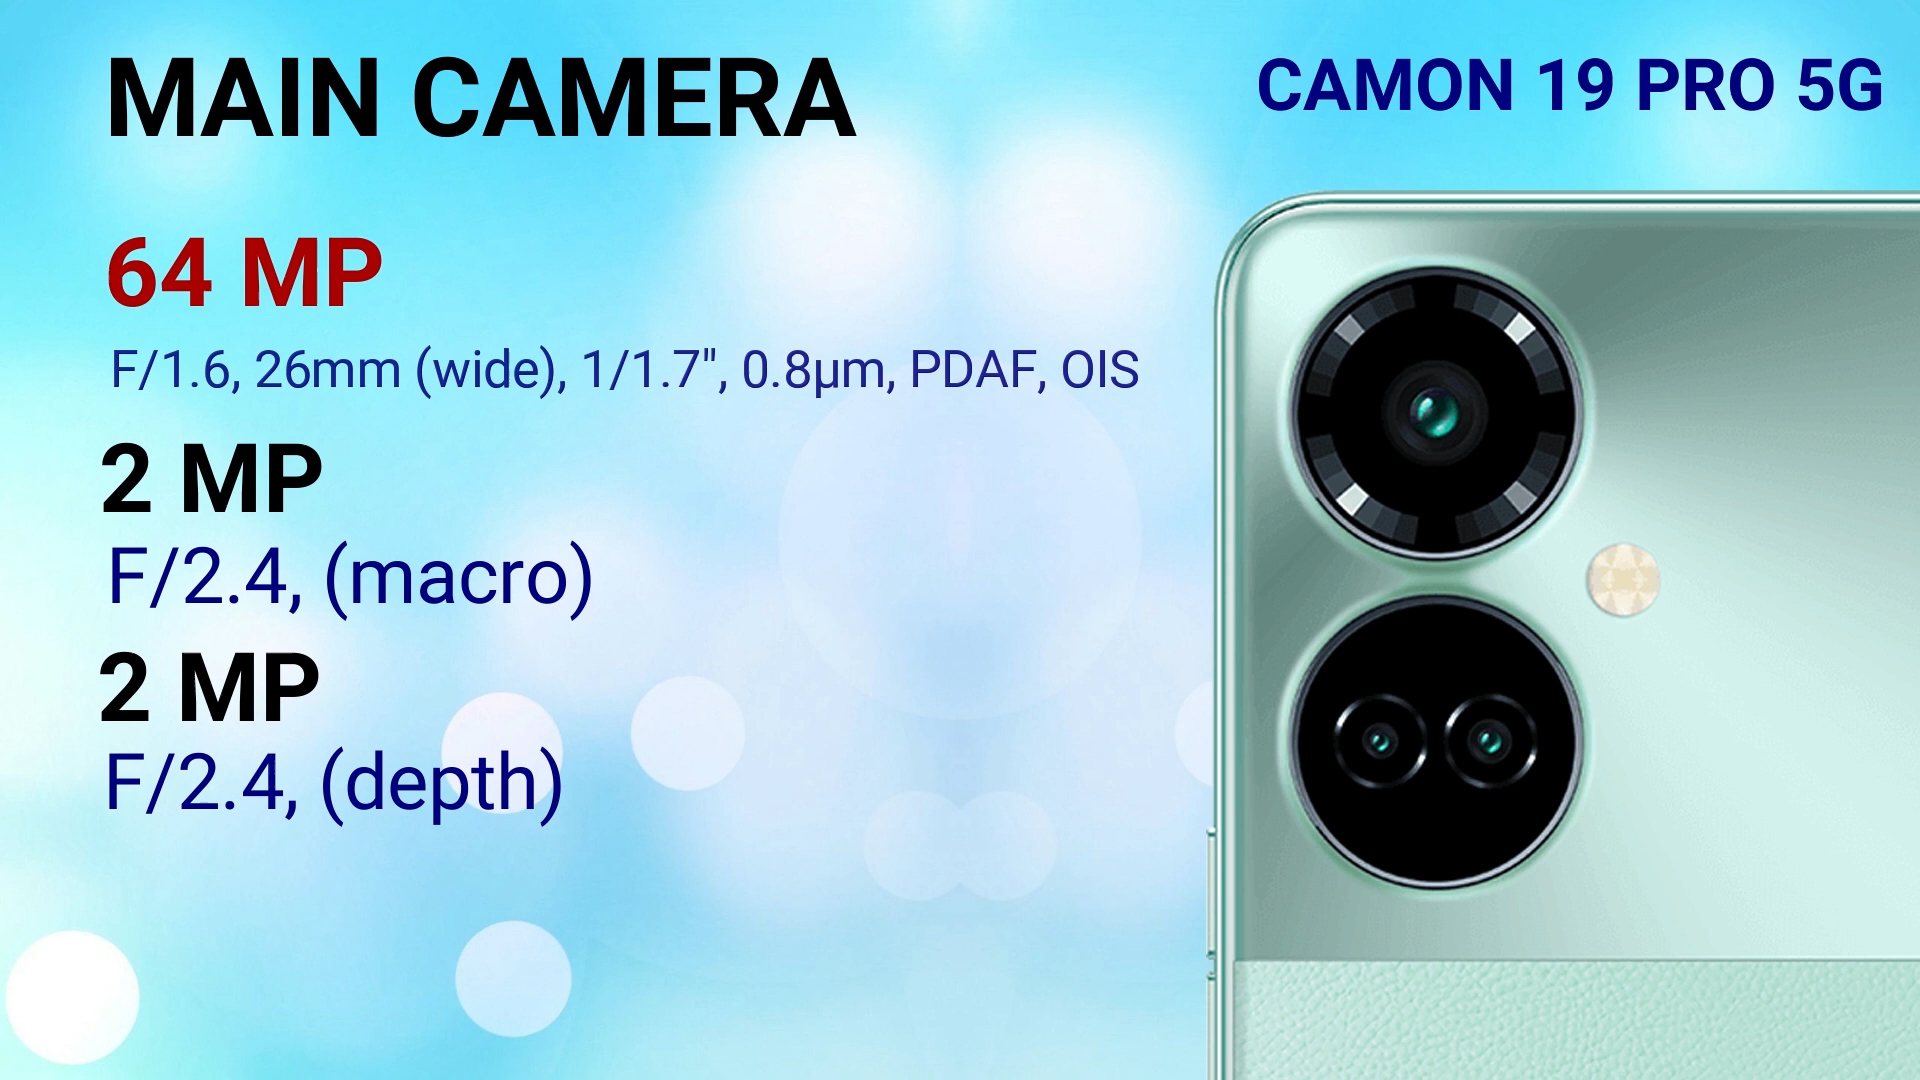 MAIN CAMERA
CAMON 19 PRO 5G
64 MP
F/1.6, 26mm (wide), 1/1.7", 0.8µm, PDAF, OIS
2 MP
F/2.4, (macro)
2 MP
F/2.4, (depth)